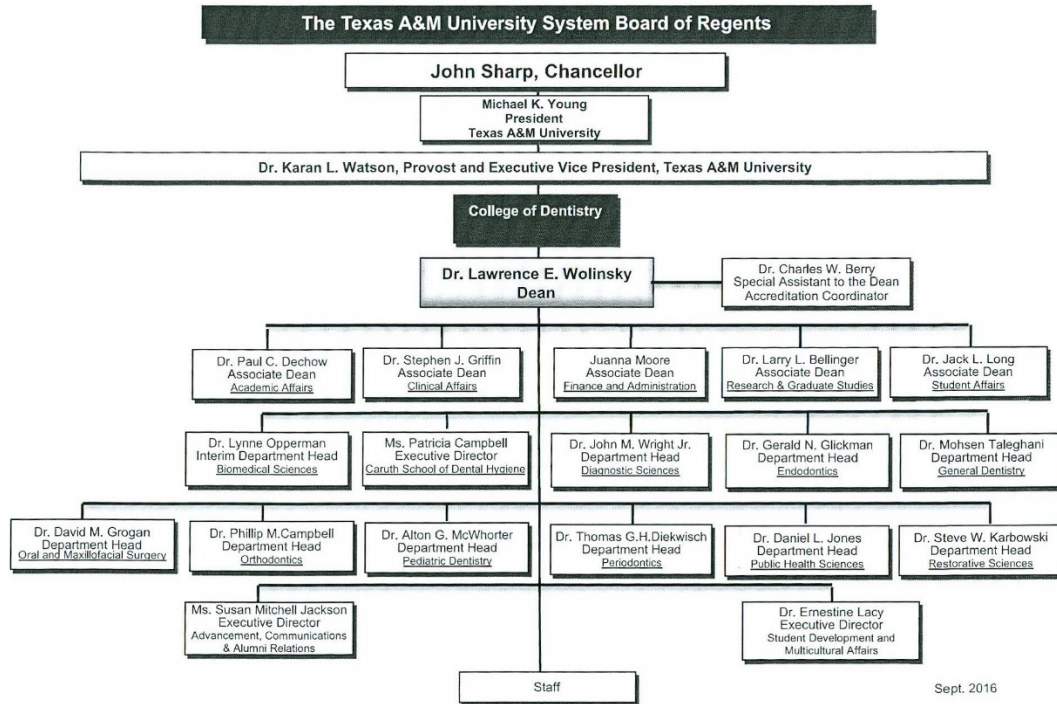 The Texas A&M University System Board of Regents
John Sharp, Chancellor
Michael K. Young
President
Texas A&M University
Dr. Karan L. Watson, Provost and Executive Vice President, Texas A&M University
College of Dentistry
Dr. Lawrence E. Wolinsky
Dean
Dr. Charles W. Berry
Special Assistant to the Dean
Accreditation Coordinator
Dr. Paul C. Dechow
Associate Dean
Academic Affairs
Dr. Stephen J. Griffin
Associate Dean
Clinical Affairs
Juanna Moore
Associate Dean
Finance and Administration
Dr. Larry L. Bellinger
Associate Dean
Research & Graduate Studies
Dr. Jack L. Long
Associate Dean
Student Affairs
Dr. Lynne Opperman
Interim Department Head
Biomedical Sciences
Ms. Patricia Campbell
Executive Director
Caruth School of Dental Hygiene
Dr. John M. Wright Jr.
Department Head
Diagnostic Sciences
Dr. Gerald N. Glickman
Department Head
Endodontics
Dr. Mohsen Taleghani
Department Head
General Dentistry
Dr. David M. Grogan
Department Head
Oral and Maxillofacial Surgery
Dr. Phillip M.Campbell
Department Head
Orthodontics
Dr. Alton G. McWhorter
Department Head
Pediatric Dentistry
Dr. Thomas G.H.Diekwisch
Department Head
Periodontics
Dr. Daniel L. Jones
Department Head
Public Health Sciences
Dr. Steve W. Karbowski
Department Head
Restorative Sciences
Ms. Susan Mitchell Jackson
Executive Director
Advancement, Communications
& Alumni Relations
Dr. Ernestine Lacy
Executive Director
Student Development and
Multicultural Affairs
Staff
Sept. 2016